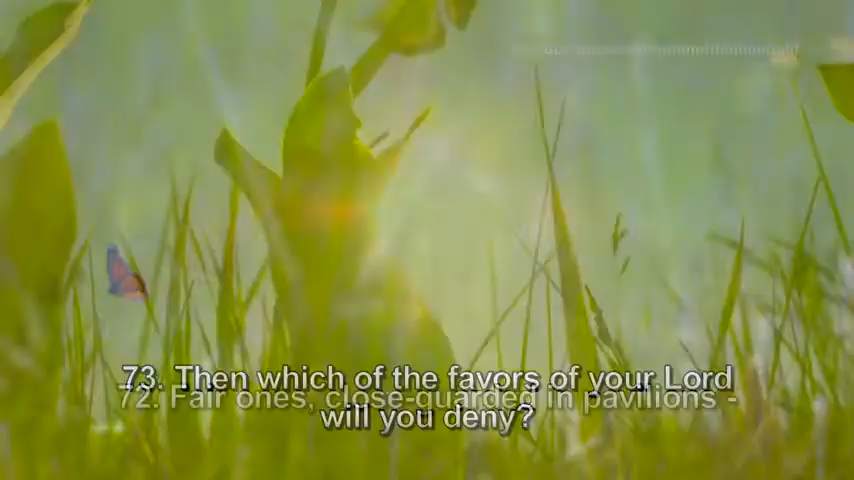 73. Then which of the favors of your Lord
72. Fair ones, close-guarded in pavilions -
will you deny?